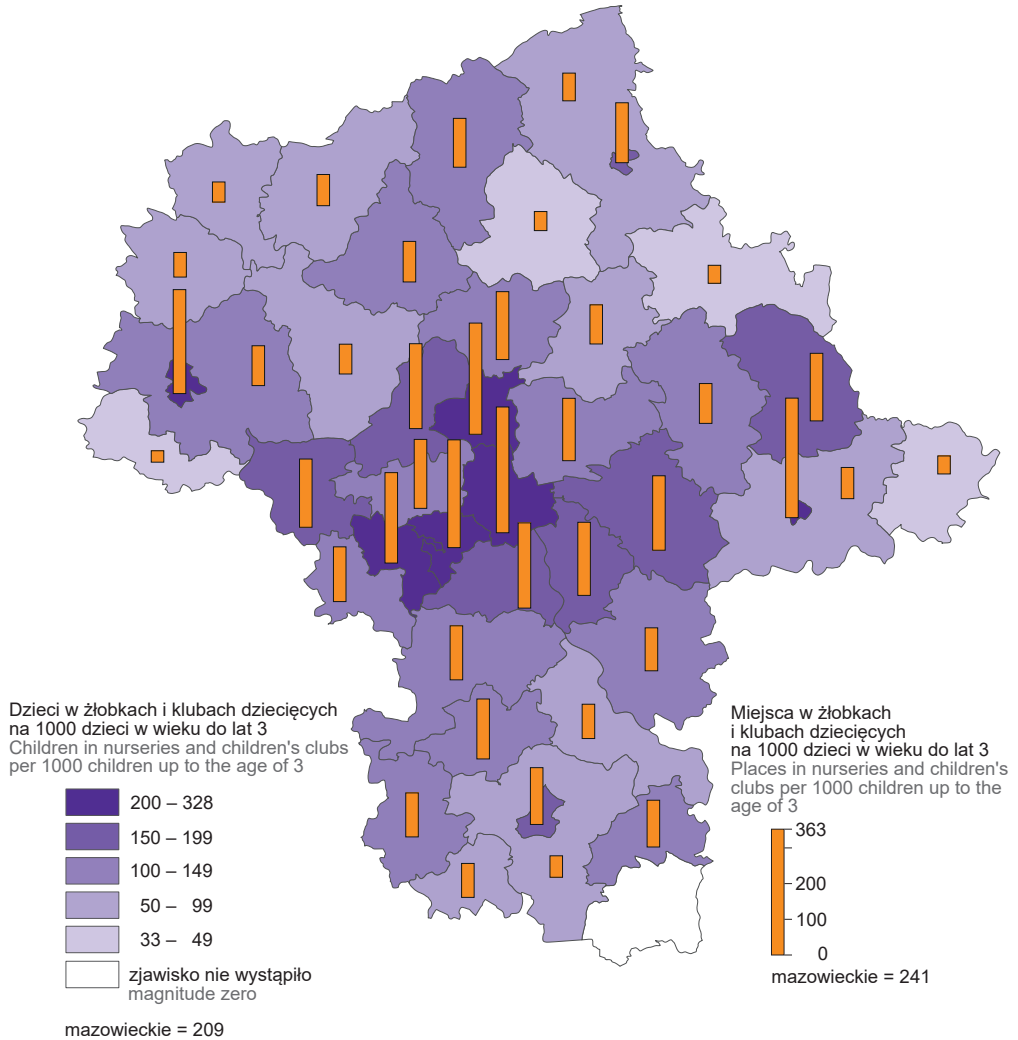 Dzieci w żłobkach i klubach dziecięcych
na 1000 dzieci w wieku do lat 3
Children in nurseries and children's clubs
per 1000 children up to the age of 3
200 – 328
150 – 199
100 – 149
50 – 99
33 – 49
zjawisko nie wystąpiło
magnitude zero
mazowieckie = 209
Miejsca w żłobkach
i klubach dziecięcych
na 1000 dzieci w wieku do lat 3
Places in nurseries and children's
clubs per 1000 children up to the
age of 3
363
200
100
0
mazowieckie = 241